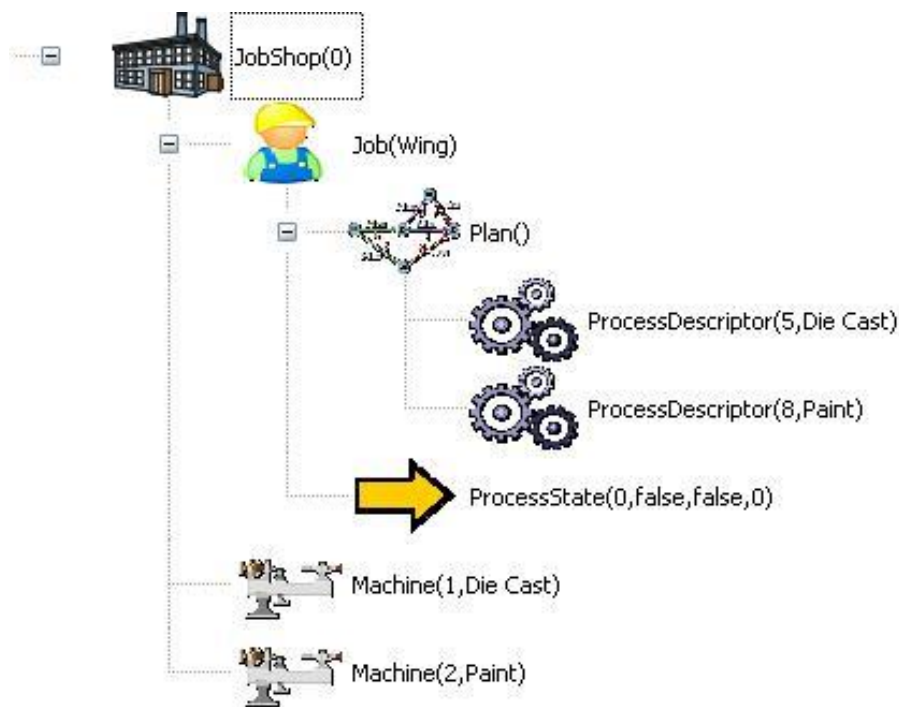 JobShop(0)
Job(Wing)
Plan()
ProcessDescriptor(5,Die Cast)
ProcessDescriptor(8,Paint)
ProcessState(0,false,false,0)
Machine(1,Die Cast)
Machine(2,Paint)